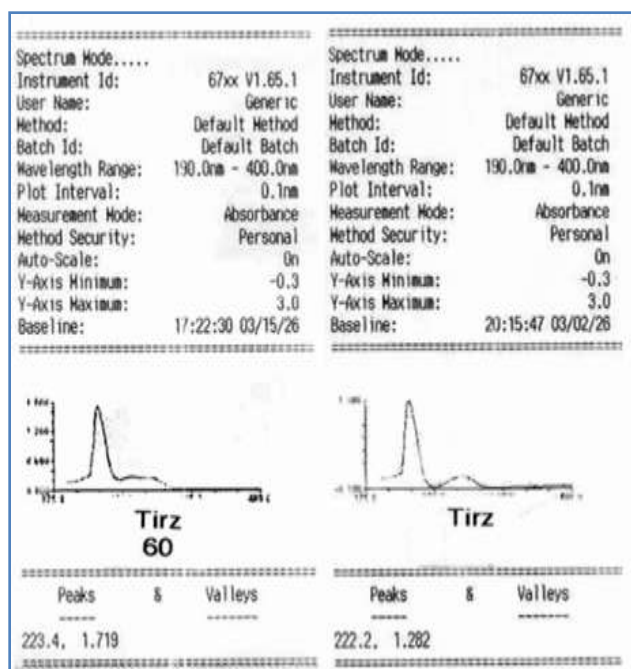 Spectrum Mode.....
Instrument Id: 67xx V1.65.1
User Name: Generic
Method: Default Method
Batch Id: Default Batch
Wavelength Range: 190.0nm - 400.0nm
Plot Interval: 0.1nm
Measurement Mode: Absorbance
Method Security: Personal
Auto-Scale: On
Y-Axis Minimum: -0.3
Y-Axis Maximum: 3.0
Baseline: 17:22:30 03/15/26
Tirz
60
Peaks & Valleys
223.4, 1.719
Spectrum Mode.....
Instrument Id: 67xx V1.65.1
User Name: Generic
Method: Default Method
Batch Id: Default Batch
Wavelength Range: 190.0nm - 400.0nm
Plot Interval: 0.1nm
Measurement Mode: Absorbance
Method Security: Personal
Auto-Scale: On
Y-Axis Minimum: -0.3
Y-Axis Maximum: 3.0
Baseline: 20:15:47 03/02/26
Tirz
Peaks & Valleys
222.2, 1.282